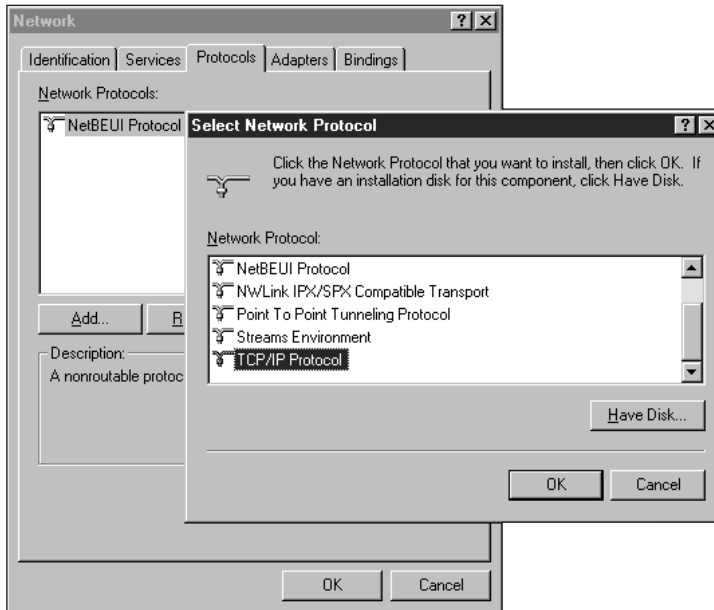 Network
Identification Services Protocols Adapters Bindings
Network Protocols:
NetBEUI Protocol
Add...
R
Description:
A nonroutable protoc
OK Cancel
Select Network Protocol
Click the Network Protocol that you want to install, then click OK. If
you have an installation disk for this component, click Have Disk.
Network Protocol:
NetBEUI Protocol
NWLink IPX/SPX Compatible Transport
Point To Point Tunneling Protocol
Streams Environment
TCP/IP Protocol
Have Disk...
OK Cancel